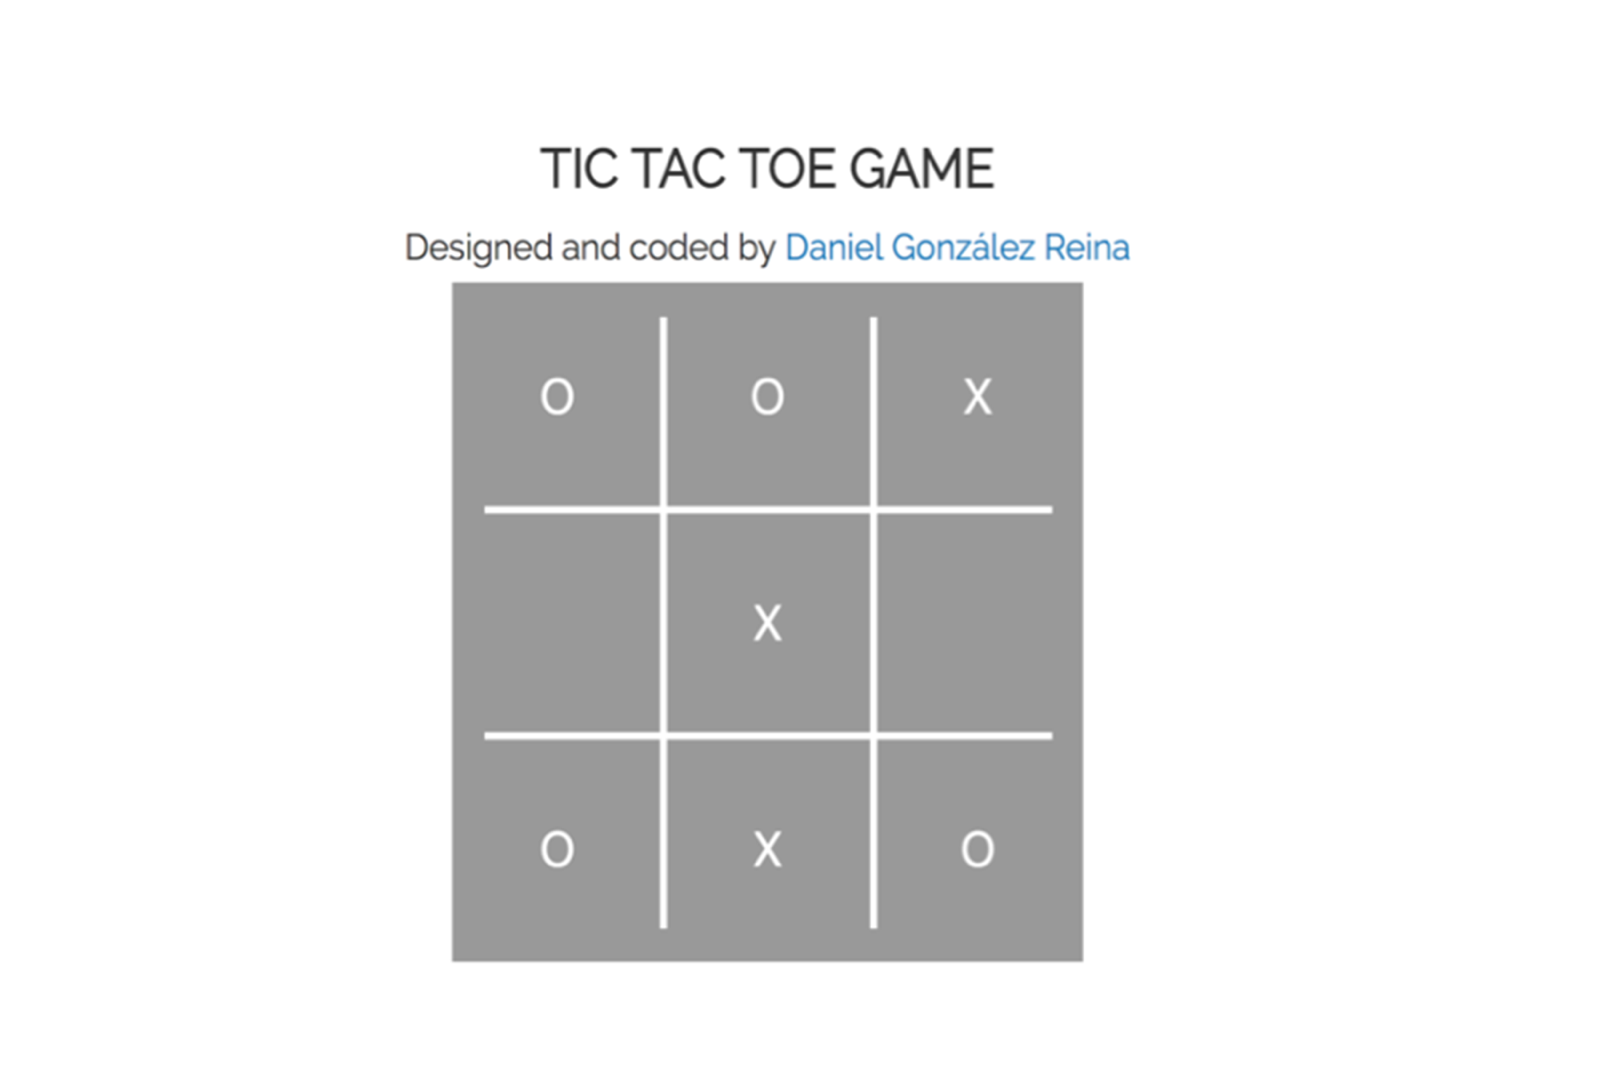 TIC TAC TOE GAME
Designed and coded by Daniel González Reina
O O X
X
O X O